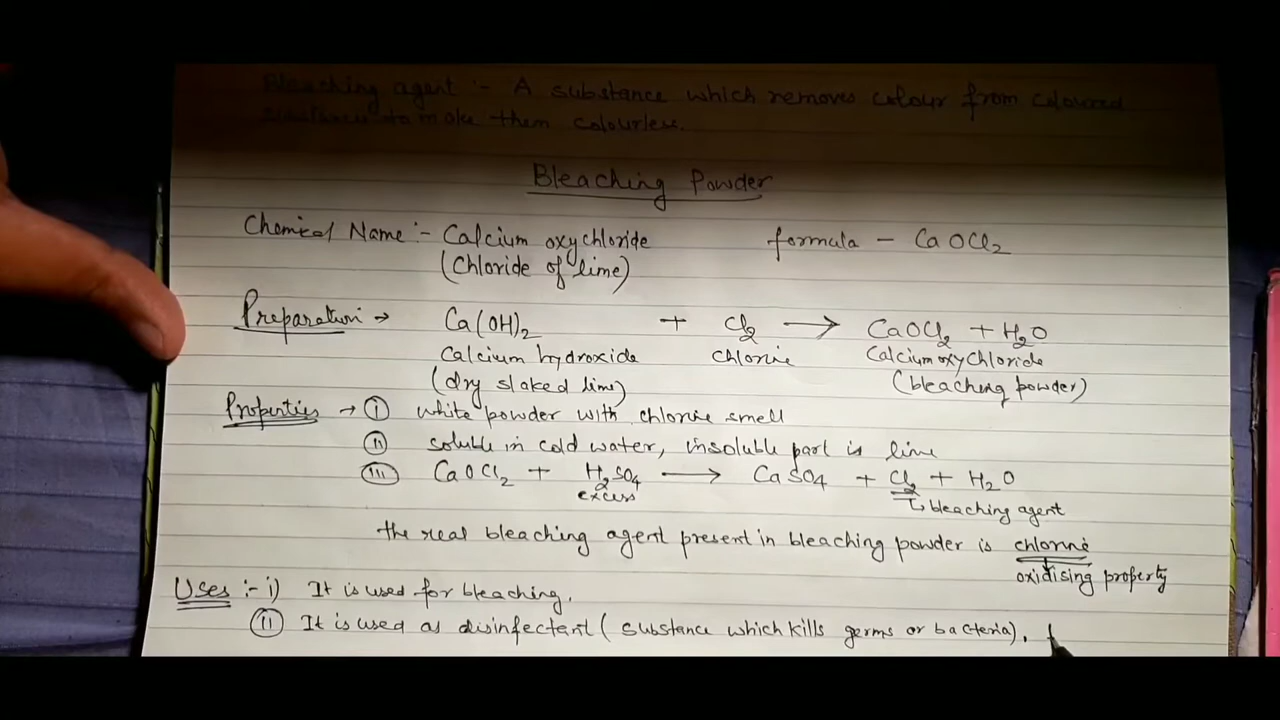 Bleaching agent :- A substance which removes colour from coloured
substance to make them colourless.
Bleaching Powder
Chemical Name :- Calcium oxychloride formula - CaOCl₂
(Chloride of lime)
Preparation → Ca(OH)₂ + Cl₂ → CaOCl₂ + H₂O
Calcium hydroxide chlorine Calcium oxychloride
(dry slaked lime) (bleaching powder)
Properties → (i) white powder with chlorine smell
(ii) soluble in cold water, insoluble part is lime
(iii) CaOCl₂ + H₂SO₄ → CaSO₄ + Cl₂ + H₂O
excess ↳ bleaching agent
the real bleaching agent present in bleaching powder is chlorine
oxidising property
Uses :- i) It is used for bleaching.
(ii) It is used as disinfectant (substance which kills germs or bacteria).